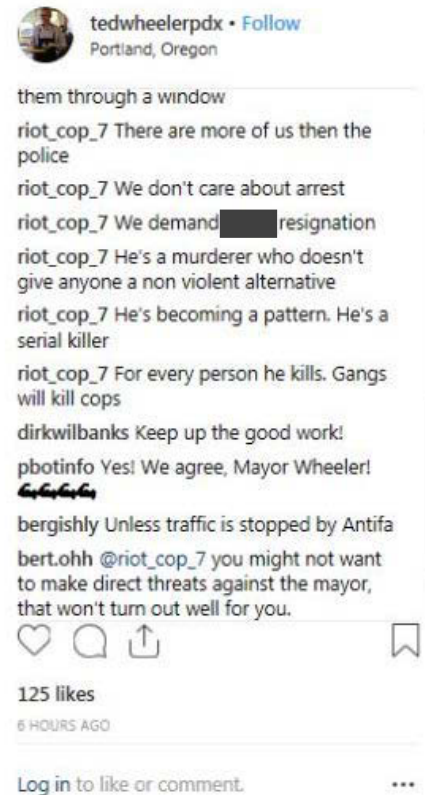 tedwheelerpdx • Follow
Portland, Oregon
them through a window
riot_cop_7 There are more of us then the
police
riot_cop_7 We don't care about arrest
riot_cop_7 We demand resignation
riot_cop_7 He's a murderer who doesn't
give anyone a non violent alternative
riot_cop_7 He's becoming a pattern. He's a
serial killer
riot_cop_7 For every person he kills. Gangs
will kill cops
dirkwilbanks Keep up the good work!
pbotinfo Yes! We agree, Mayor Wheeler!
bergishly Unless traffic is stopped by Antifa
bert.ohh @riot_cop_7 you might not want
to make direct threats against the mayor,
that won't turn out well for you.
125 likes
6 HOURS AGO
Log in to like or comment.